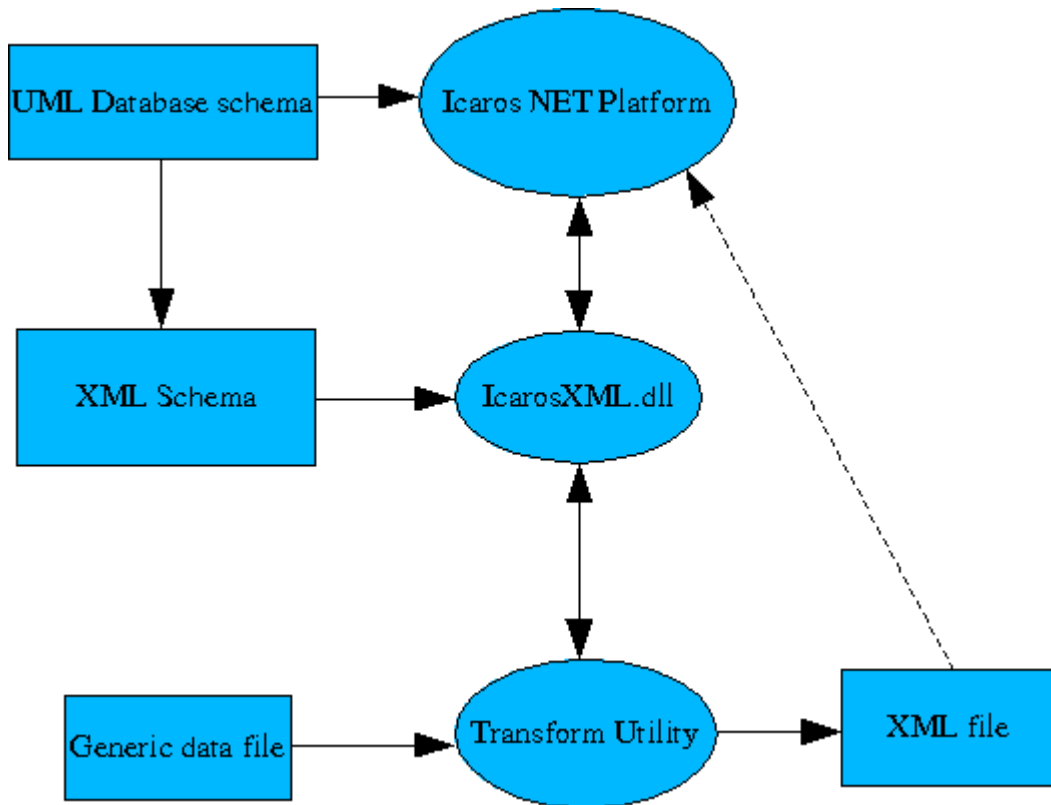 UML Database schema
Icaros NET Platform
XML Schema
IcarosXML.dll
Generic data file
Transform Utility
XML file